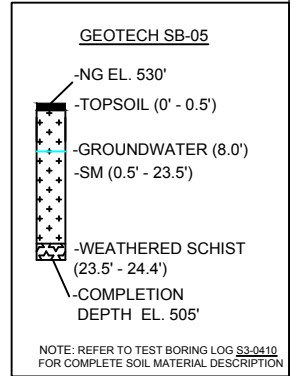 GEOTECH SB-05
-NG EL. 530'
-TOPSOIL (0' - 0.5')
-GROUNDWATER (8.0')
-SM (0.5' - 23.5')
-WEATHERED SCHIST
(23.5' - 24.4')
-COMPLETION
DEPTH EL. 505'
NOTE: REFER TO TEST BORING LOG S3-0410
FOR COMPLETE SOIL MATERIAL DESCRIPTION